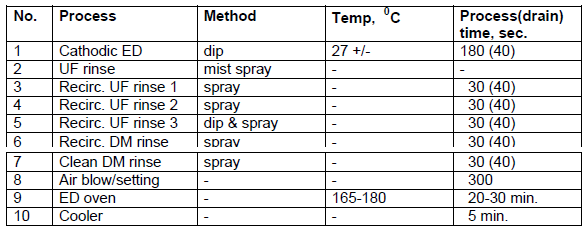 No. Process Method Temp, ⁰C Process(drain)
time, sec.
1 Cathodic ED dip 27 +/- 180 (40)
2 UF rinse mist spray - -
3 Recirc. UF rinse 1 spray - 30 (40)
4 Recirc. UF rinse 2 spray - 30 (40)
5 Recirc. UF rinse 3 dip & spray - 30 (40)
6 Recirc. DM rinse spray - 30 (40)
7 Clean DM rinse spray - 30 (40)
8 Air blow/setting - - 300
9 ED oven - 165-180 20-30 min.
10 Cooler - - 5 min.